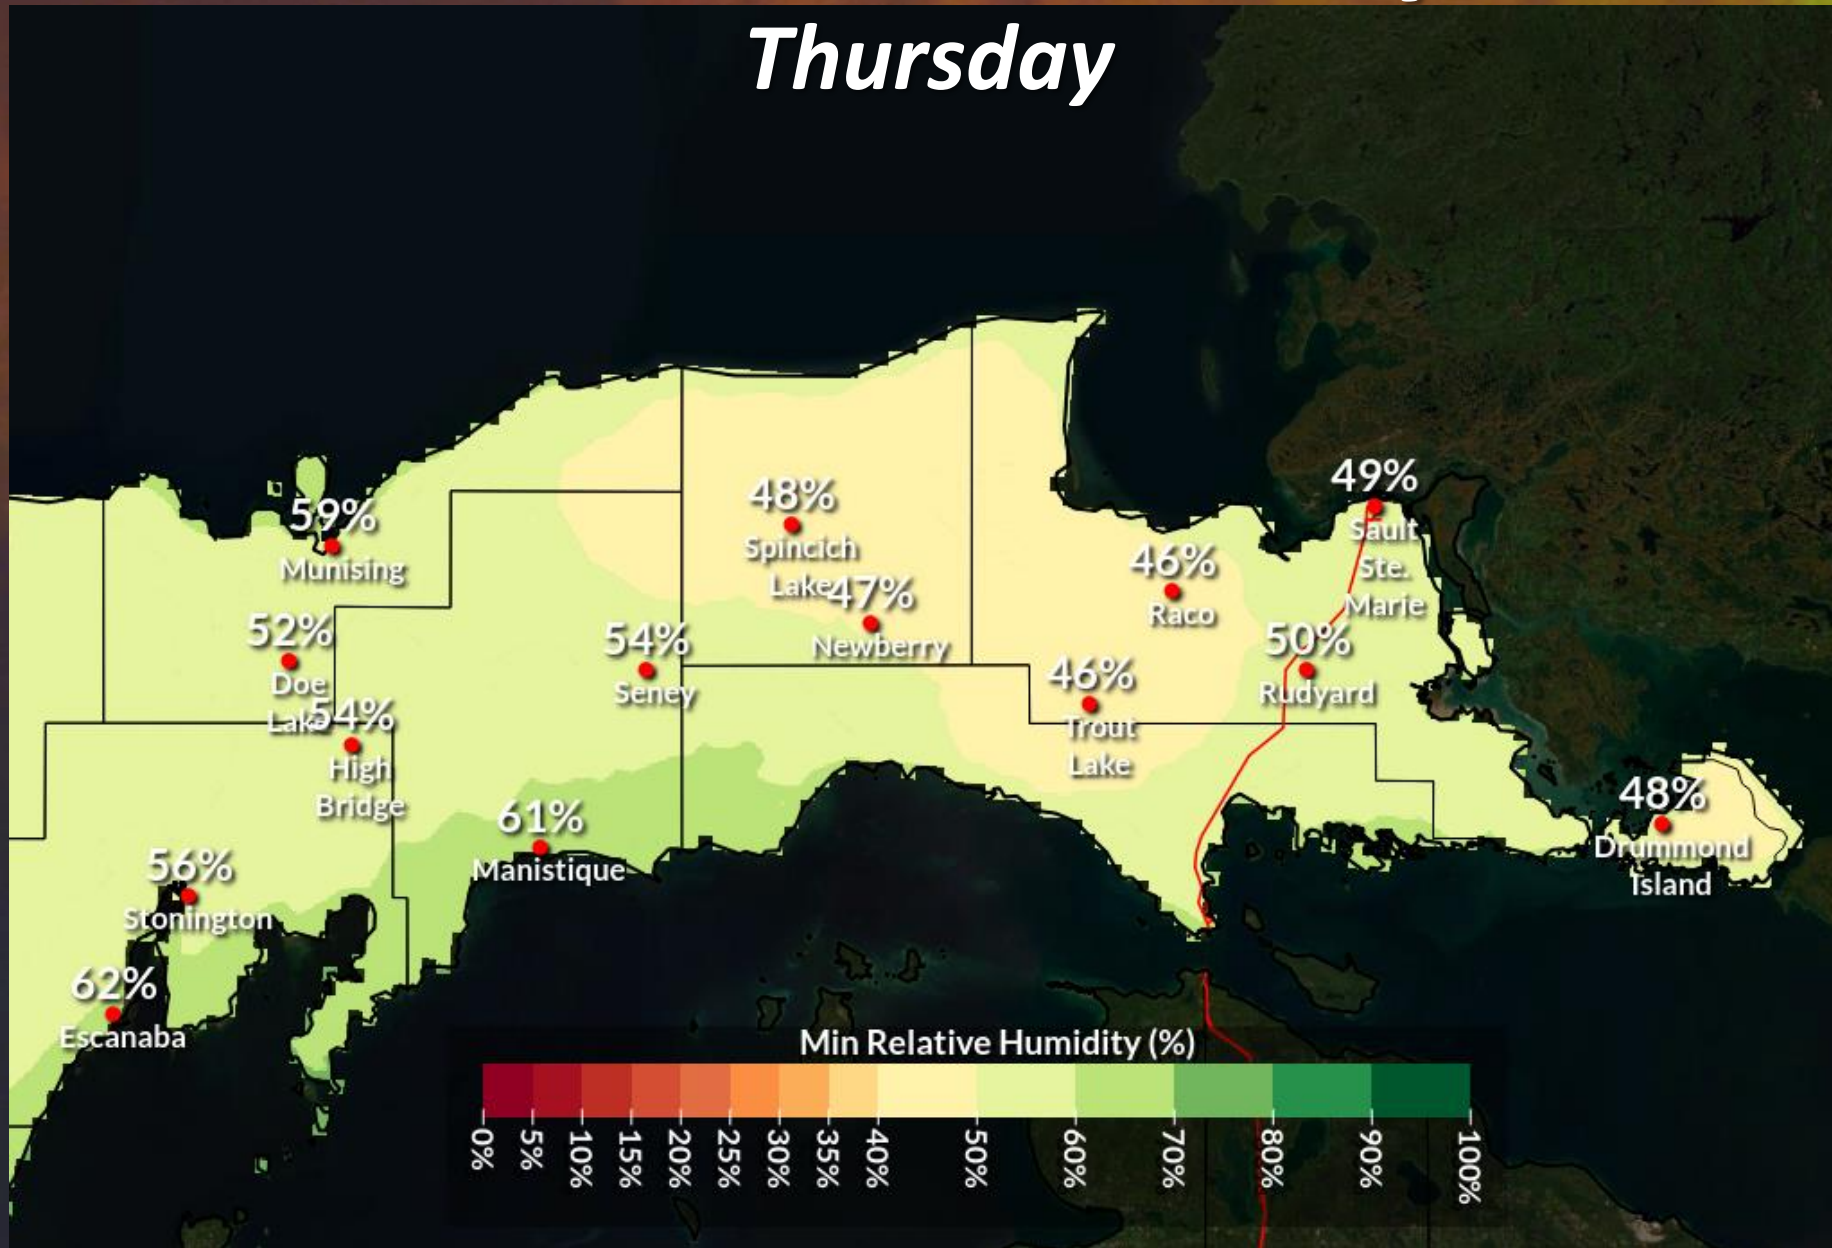 Thursday
49%
Sault
Ste.
Marie
48%
Spincich
Lake
59%
Munising
46%
Raco
47%
Newberry
52%
Doe
Lake
54%
Seney
50%
Rudyard
46%
Trout
Lake
54%
High
Bridge
48%
Drummond
Island
61%
Manistique
56%
Stonington
62%
Escanaba
Min Relative Humidity (%)
0%
5%
10%
15%
20%
25%
30%
35%
40%
50%
60%
70%
80%
90%
100%